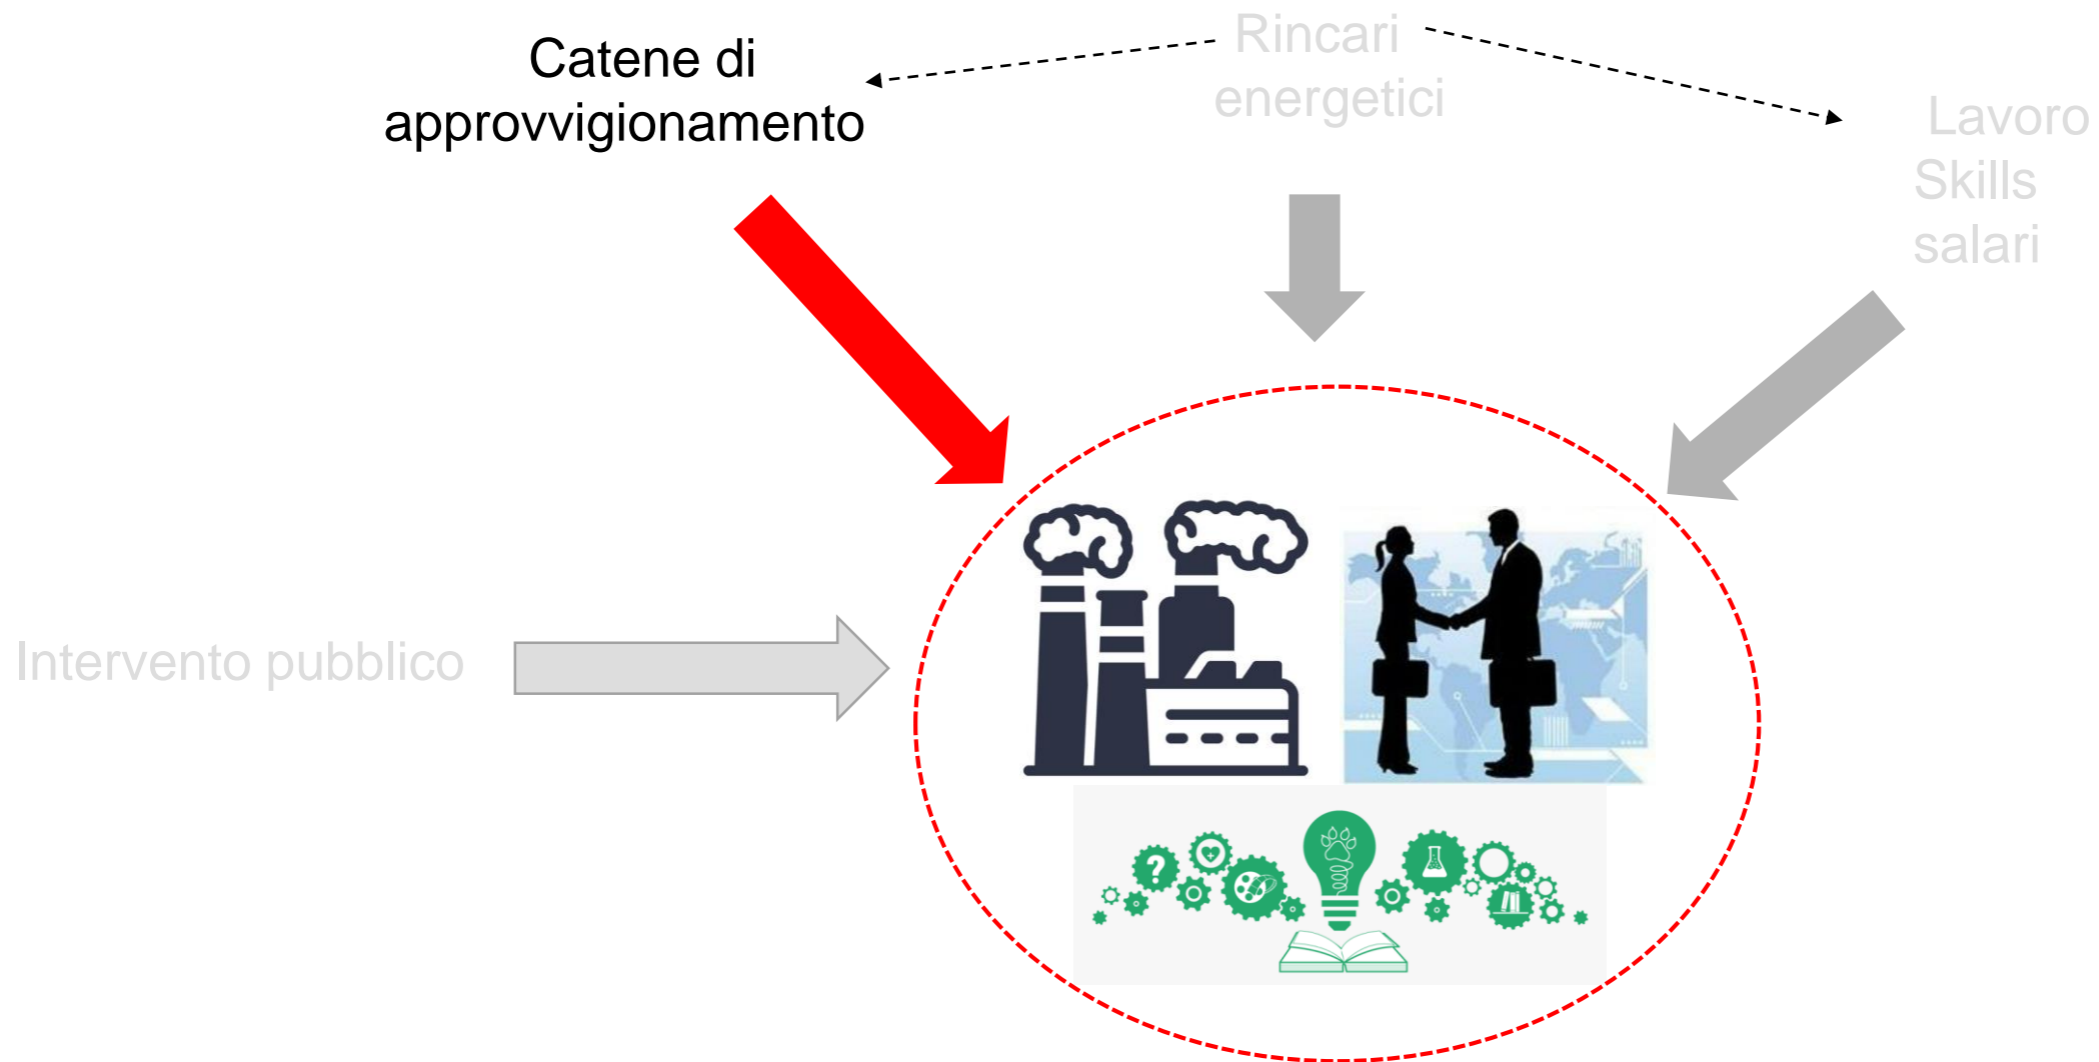 Catene di
approvvigionamento
Rincari
energetici
Lavoro
Skills
salari
Intervento pubblico
?